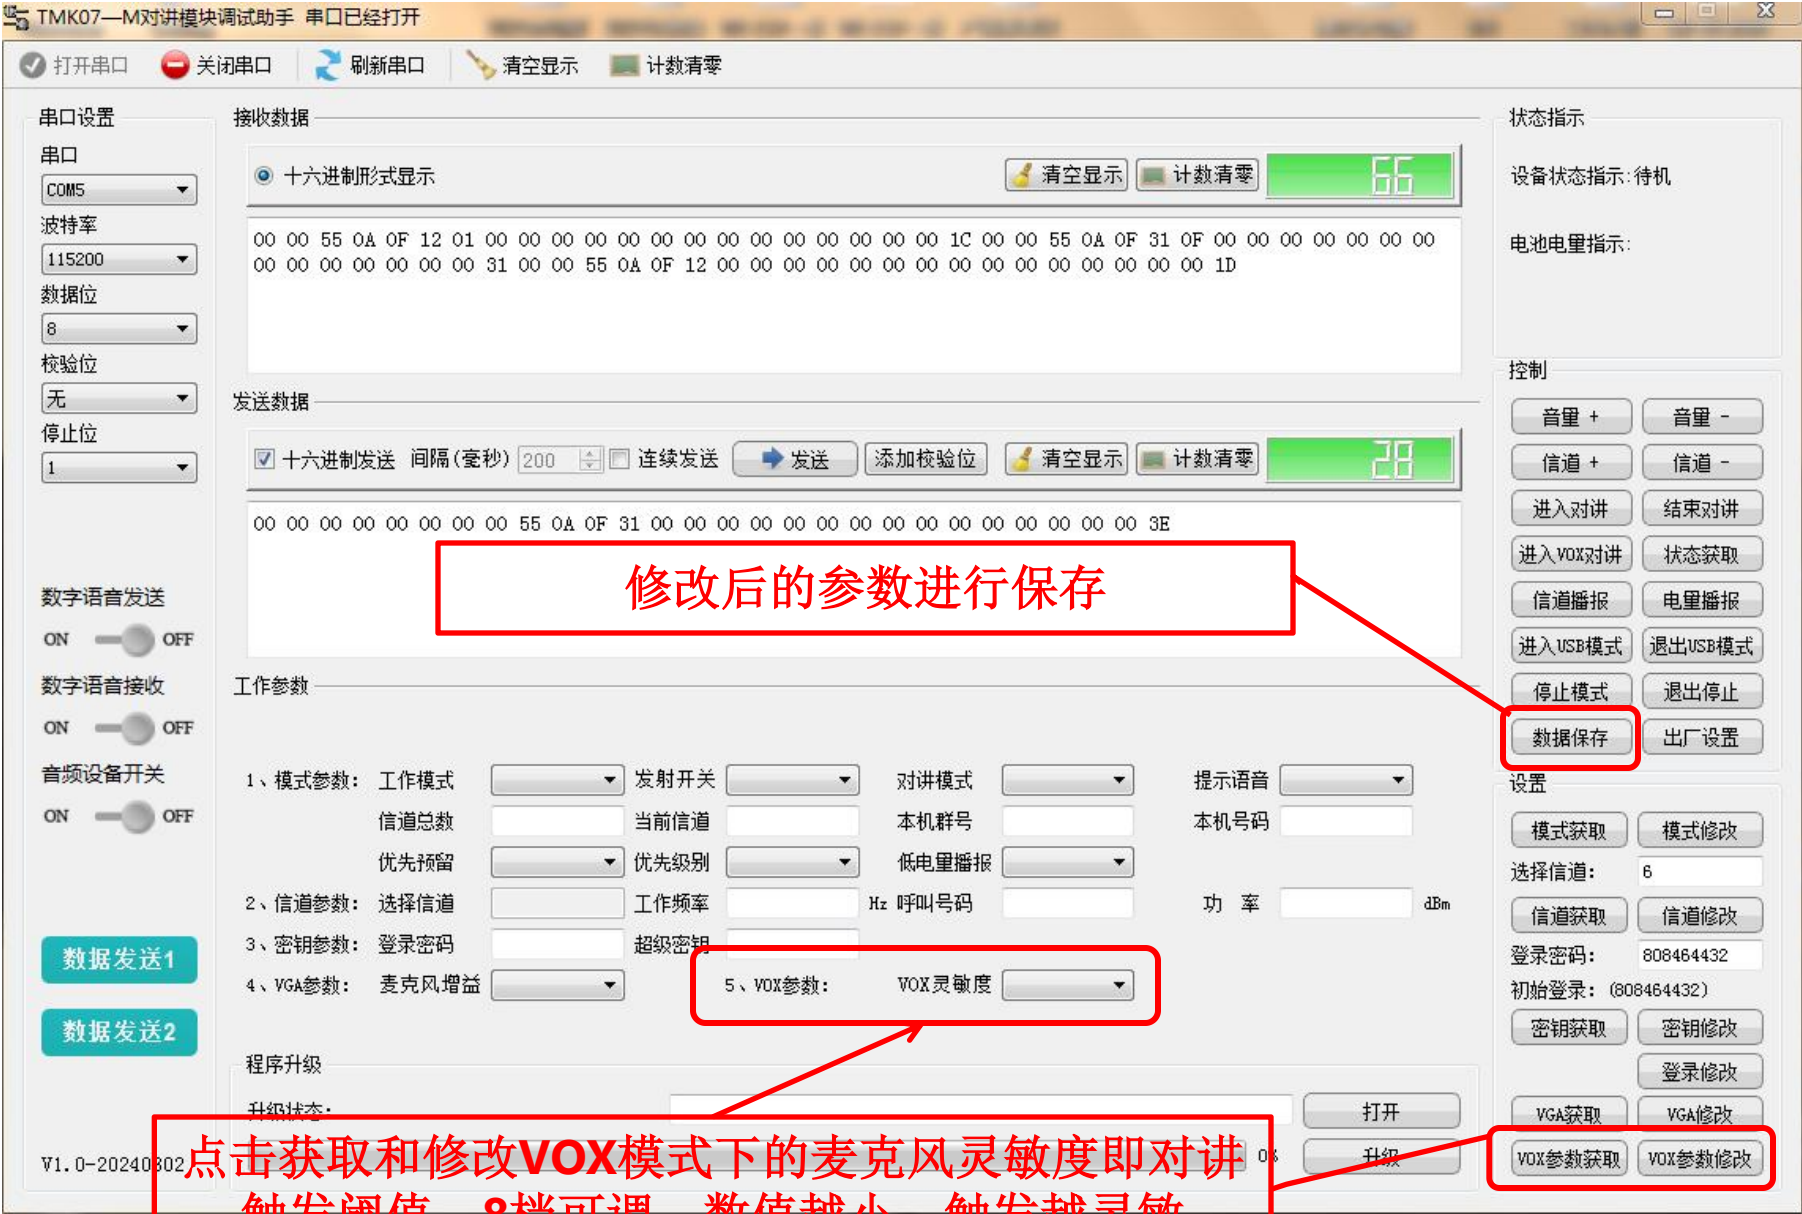 TMK07—M对讲模块调试助手 串口已经打开
打开串口 关闭串口 刷新串口 清空显示 计数清零
串口设置
串口
COM5
波特率
115200
数据位
8
校验位
无
停止位
1
数字语音发送
ON OFF
数字语音接收
ON OFF
音频设备开关
ON OFF
数据发送1
数据发送2
V1.0-20240802
接收数据
十六进制形式显示 清空显示 计数清零 66
00 00 55 0A 0F 12 01 00 00 00 00 00 00 00 00 00 00 00 00 00 00 1C 00 00 55 0A 0F 31 0F 00 00 00 00 00 00 00
00 00 00 00 00 00 00 31 00 00 55 0A 0F 12 00 00 00 00 00 00 00 00 00 00 00 00 00 00 00 1D
发送数据
十六进制发送 间隔(毫秒) 200 连续发送 发送 添加校验位 清空显示 计数清零 28
00 00 00 00 00 00 00 00 55 0A 0F 31 00 00 00 00 00 00 00 00 00 00 00 00 00 00 00 3E
修改后的参数进行保存
工作参数
1、模式参数: 工作模式 发射开关 对讲模式 提示语音
信道总数 当前信道 本机群号 本机号码
优先预留 优先级别 低电量播报
2、信道参数: 选择信道 工作频率 Hz 呼叫号码 功 率 dBm
3、密钥参数: 登录密码 超级密钥
4、VGA参数: 麦克风增益 5、VOX参数: VOX灵敏度
程序升级
升级状态: 打开
0% 升级
点击获取和修改VOX模式下的麦克风灵敏度即对讲
触发阈值，8档可调，数值越小，触发越灵敏
状态指示
设备状态指示:待机
电池电量指示:
控制
音量 + 音量 -
信道 + 信道 -
进入对讲 结束对讲
进入VOX对讲 状态获取
信道播报 电量播报
进入USB模式 退出USB模式
停止模式 退出停止
数据保存 出厂设置
设置
模式获取 模式修改
选择信道: 6
信道获取 信道修改
登录密码: 808464432
初始登录: (808464432)
密钥获取 密钥修改
登录修改
VGA获取 VGA修改
VOX参数获取 VOX参数修改